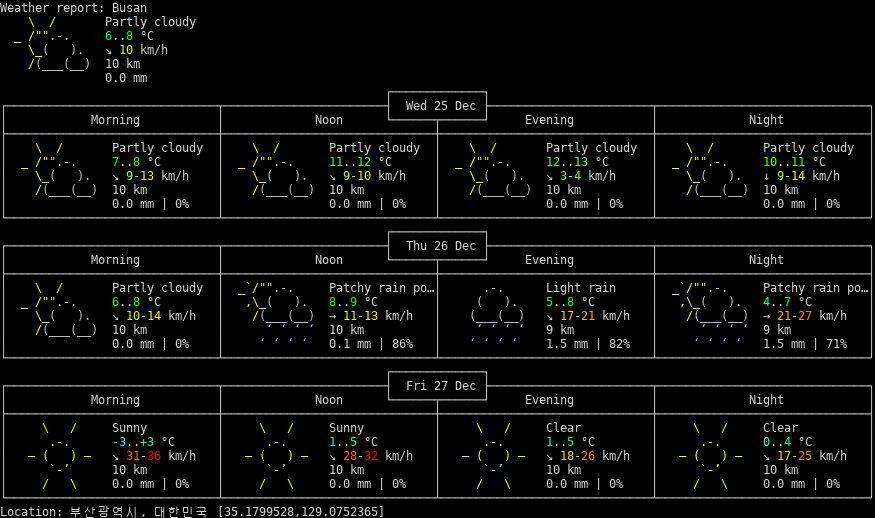 Weather report: Busan
Partly cloudy
6..8 °C
↘ 10 km/h
10 km
0.0 mm
Wed 25 Dec
Morning Noon Evening Night
Partly cloudy Partly cloudy Partly cloudy Partly cloudy
7..8 °C 11..12 °C 12..13 °C 10..11 °C
↘ 9-13 km/h ↘ 9-10 km/h ↘ 3-4 km/h ↓ 9-14 km/h
10 km 10 km 10 km 10 km
0.0 mm | 0% 0.0 mm | 0% 0.0 mm | 0% 0.0 mm | 0%
Thu 26 Dec
Morning Noon Evening Night
Partly cloudy Patchy rain po… Light rain Patchy rain po…
6..8 °C 8..9 °C 5..8 °C 4..7 °C
↘ 10-14 km/h → 11-13 km/h ↘ 17-21 km/h → 21-27 km/h
10 km 10 km 9 km 9 km
0.0 mm | 0% 0.1 mm | 86% 1.5 mm | 82% 1.5 mm | 71%
Fri 27 Dec
Morning Noon Evening Night
Sunny Sunny Clear Clear
-3..+3 °C 1..5 °C 1..5 °C 0..4 °C
↘ 31-36 km/h ↘ 28-32 km/h ↘ 18-26 km/h ↘ 17-25 km/h
10 km 10 km 10 km 10 km
0.0 mm | 0% 0.0 mm | 0% 0.0 mm | 0% 0.0 mm | 0%
Location: 부산광역시, 대한민국 [35.1799528,129.0752365]